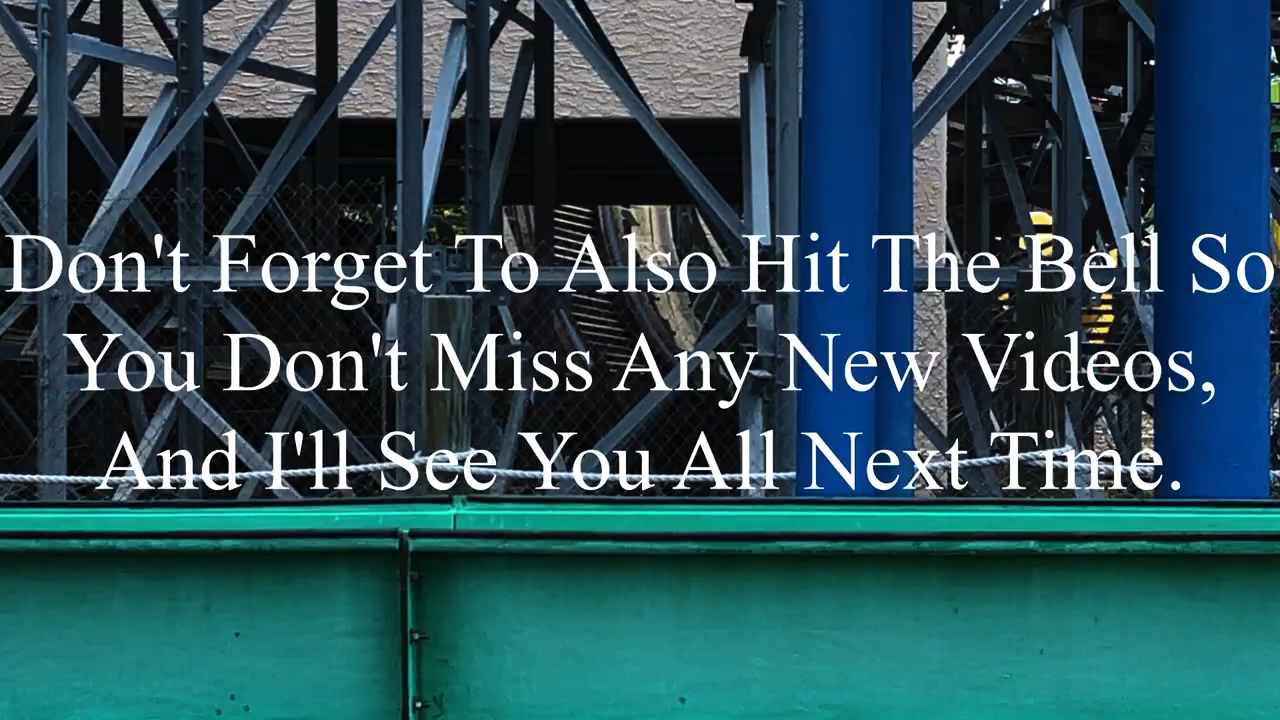 Don't Forget To Also Hit The Bell So
You Don't Miss Any New Videos,
And I'll See You All Next Time.